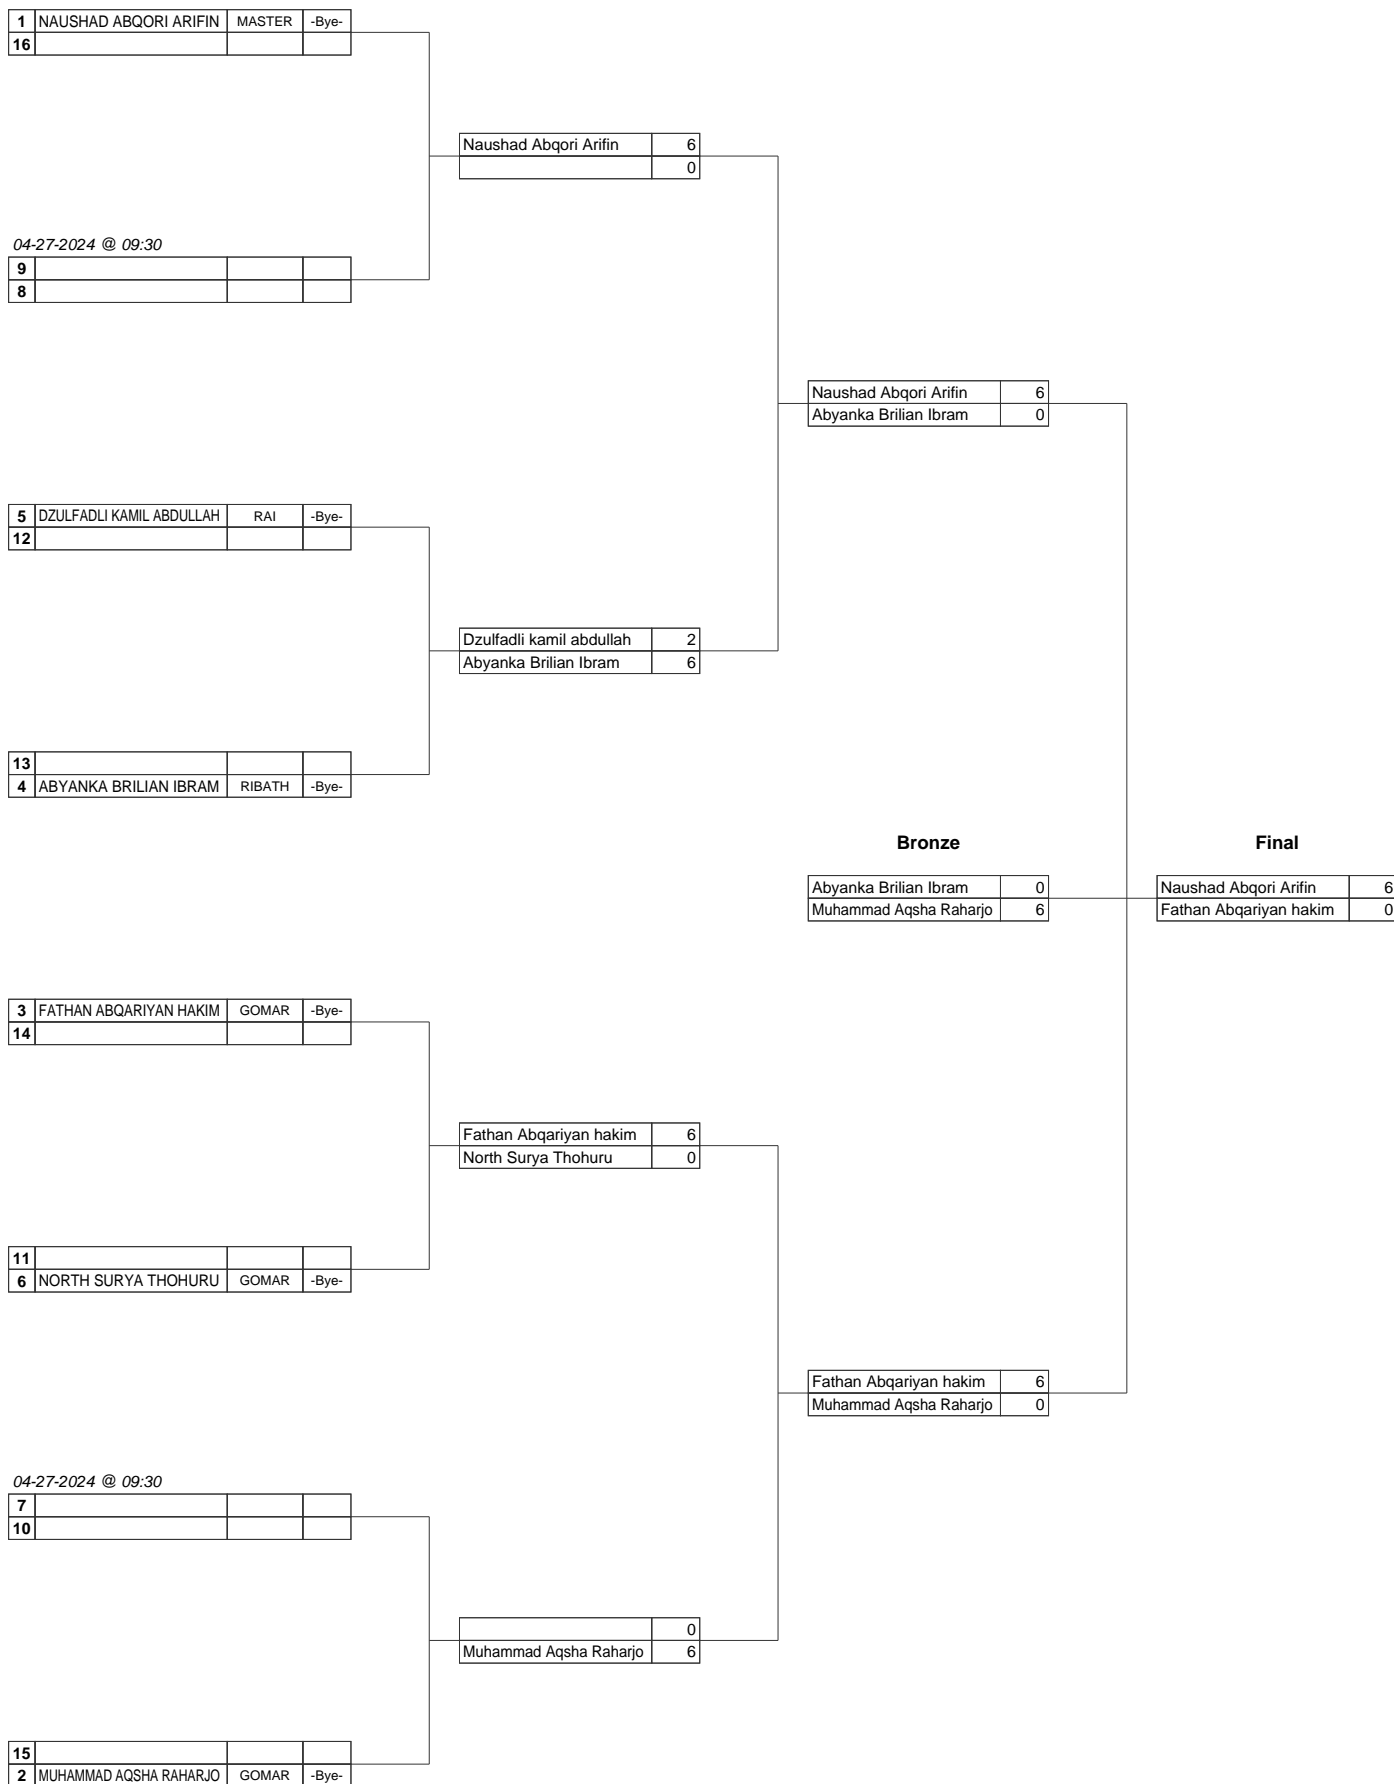 1 NAUSHAD ABQORI ARIFIN MASTER -Bye-
16
Naushad Abqori Arifin 6
0
04-27-2024 @ 09:30
9
8
Naushad Abqori Arifin 6
Abyanka Brilian Ibram 0
5 DZULFADLI KAMIL ABDULLAH RAI -Bye-
12
Dzulfadli kamil abdullah 2
Abyanka Brilian Ibram 6
13
4 ABYANKA BRILIAN IBRAM RIBATH -Bye-
Bronze Final
Abyanka Brilian Ibram 0 Naushad Abqori Arifin 6
Muhammad Aqsha Raharjo 6 Fathan Abqariyan hakim 0
3 FATHAN ABQARIYAN HAKIM GOMAR -Bye-
14
Fathan Abqariyan hakim 6
North Surya Thohuru 0
11
6 NORTH SURYA THOHURU GOMAR -Bye-
Fathan Abqariyan hakim 6
Muhammad Aqsha Raharjo 0
04-27-2024 @ 09:30
7
10
0
Muhammad Aqsha Raharjo 6
15
2 MUHAMMAD AQSHA RAHARJO GOMAR -Bye-